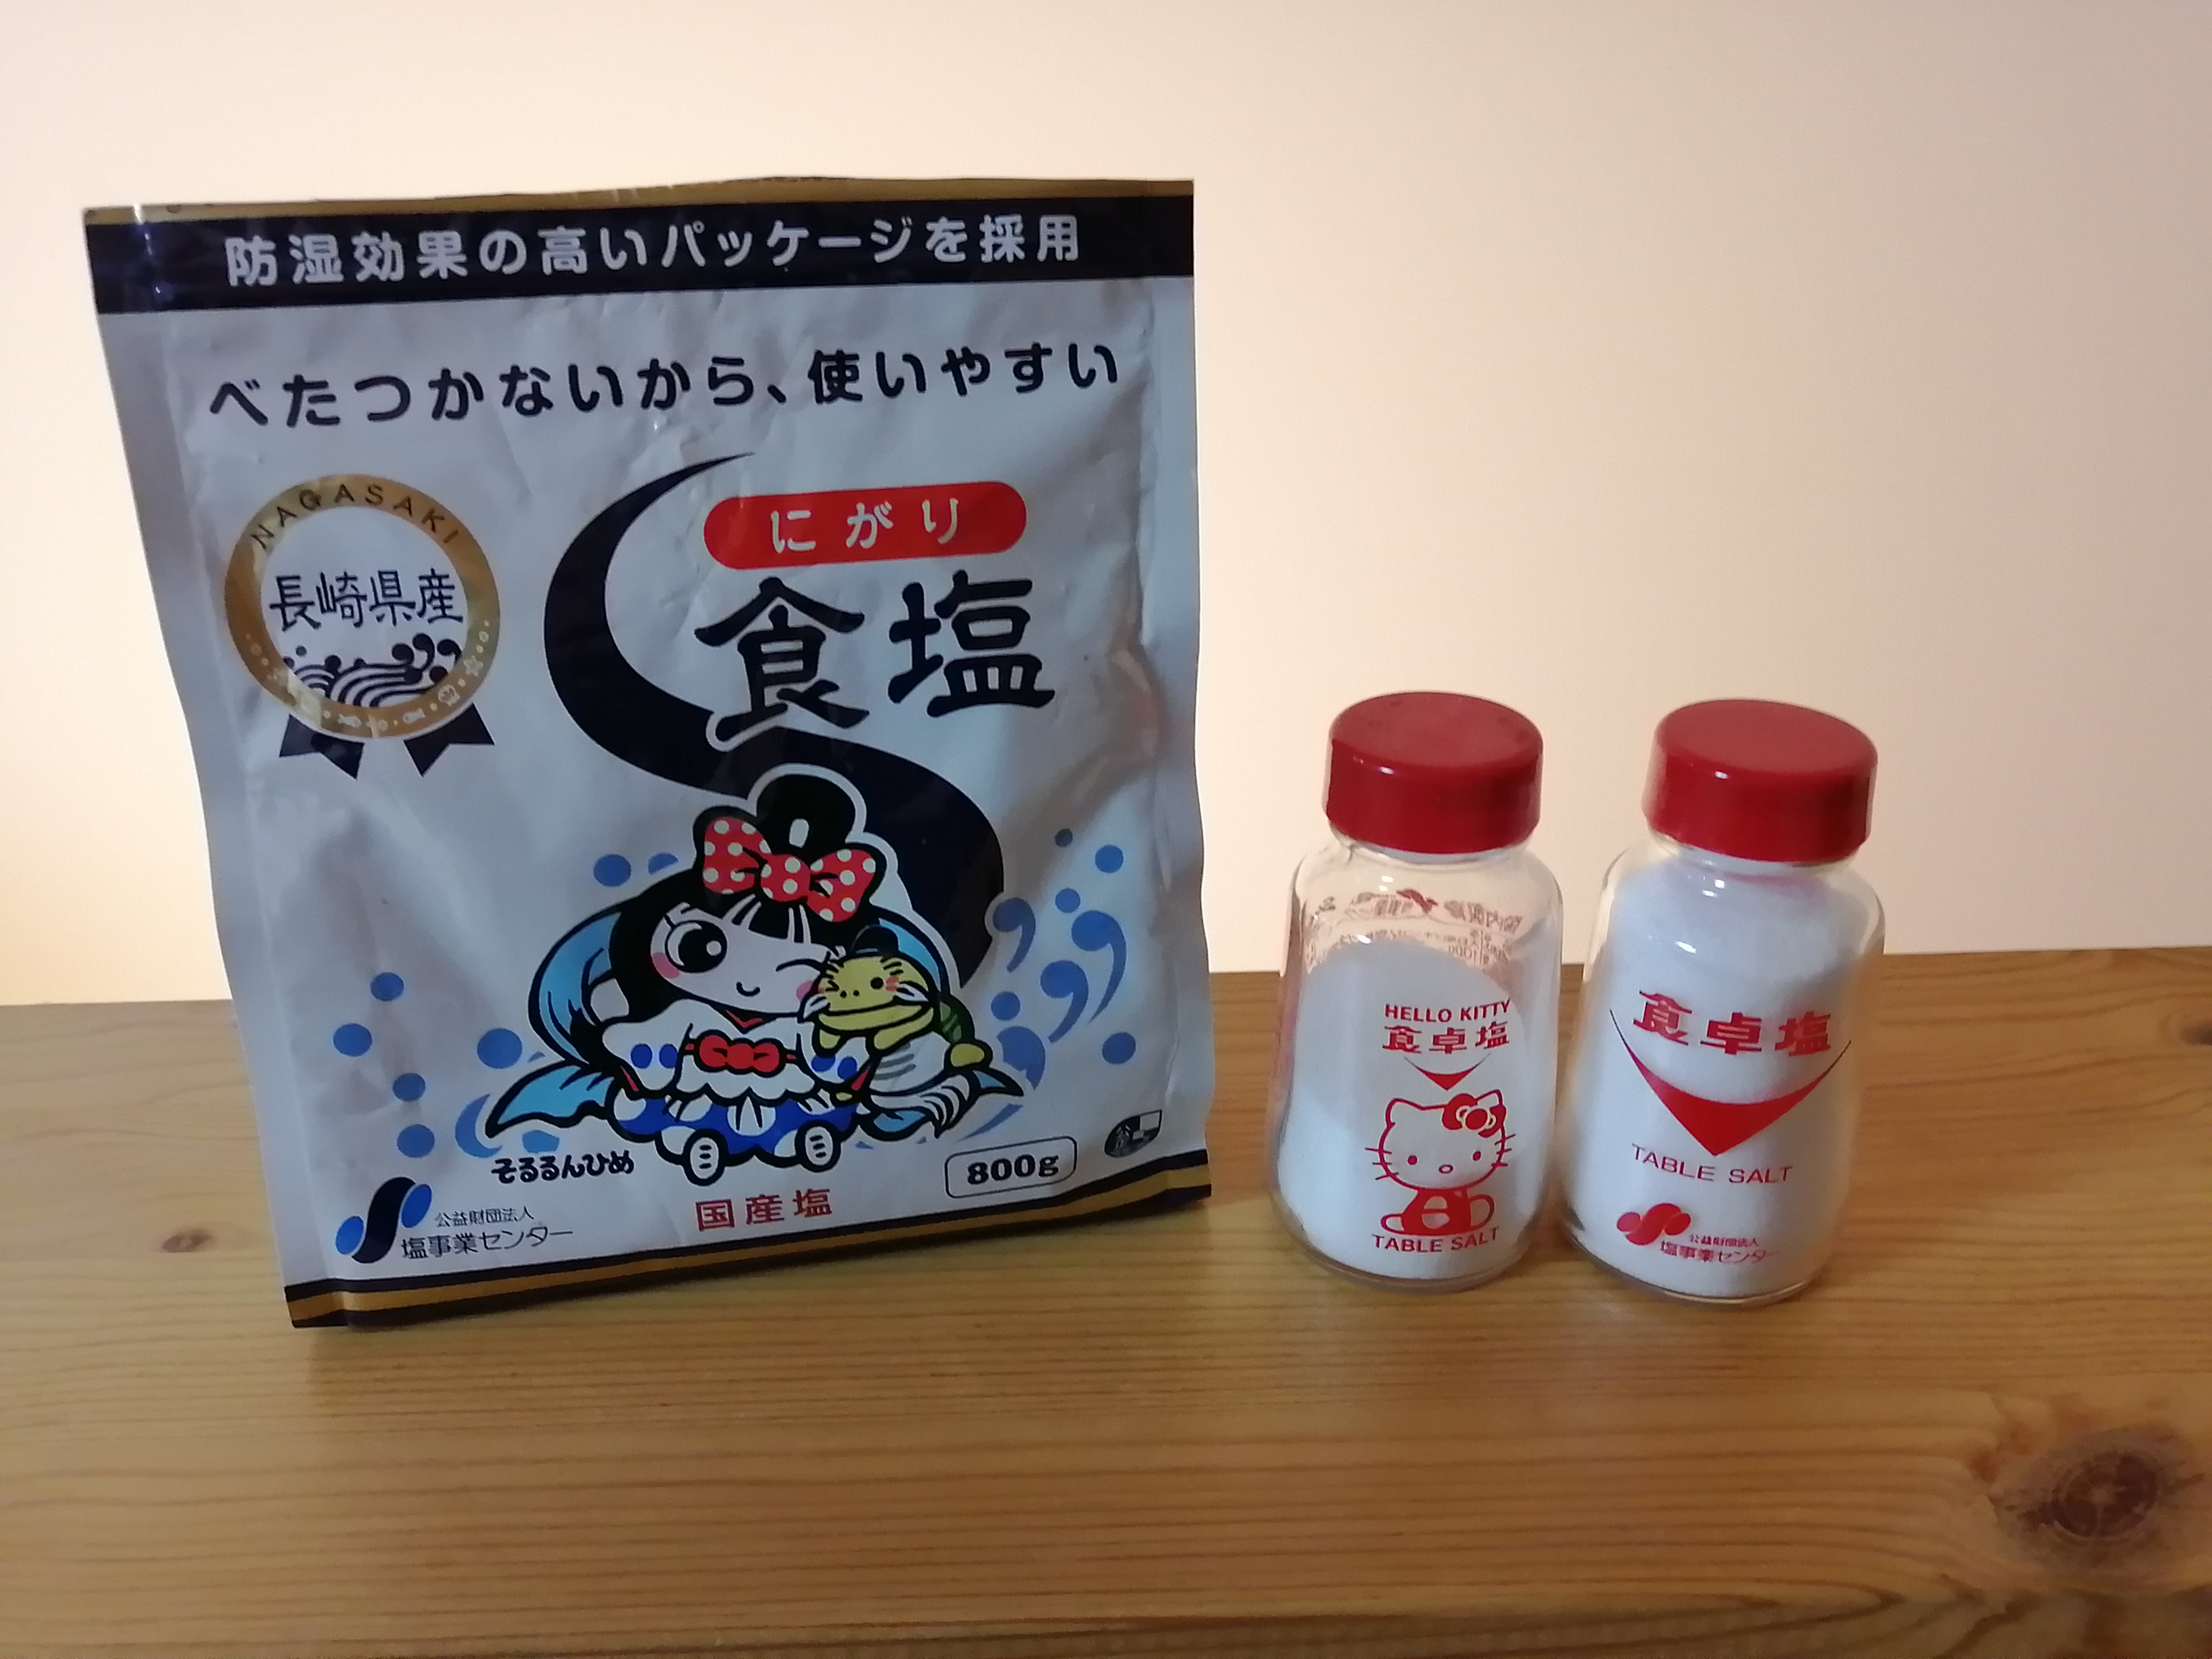 防湿効果の高いパッケージを採用
べたつかないから、使いやすい
NAGASAKI
長崎県産
にがり
食塩
そるるんひめ
800g
公益財団法人
塩事業センター
国産塩
HELLO KITTY
食卓塩
TABLE SALT
食卓塩
TABLE SALT
公益財団法人
塩事業センター